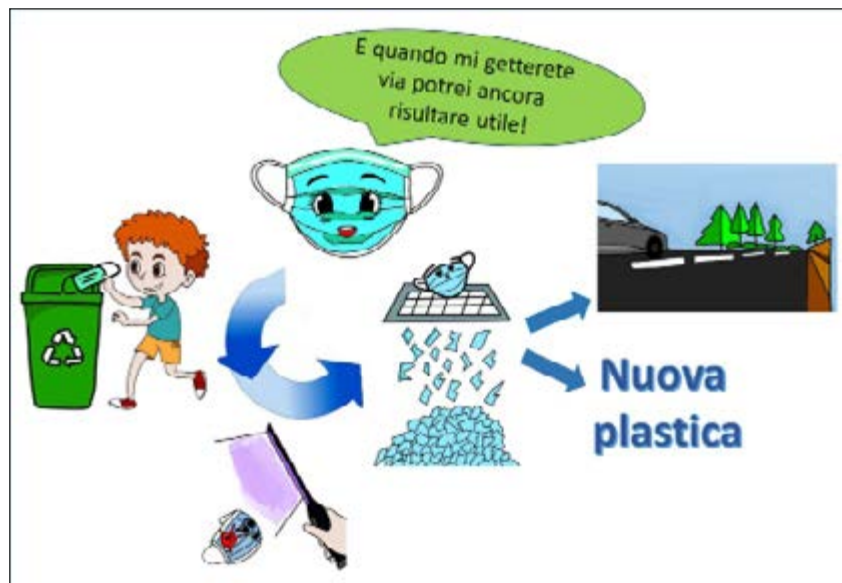 E quando mi getterete
via potrei ancora
risultare utile!
Nuova
plastica